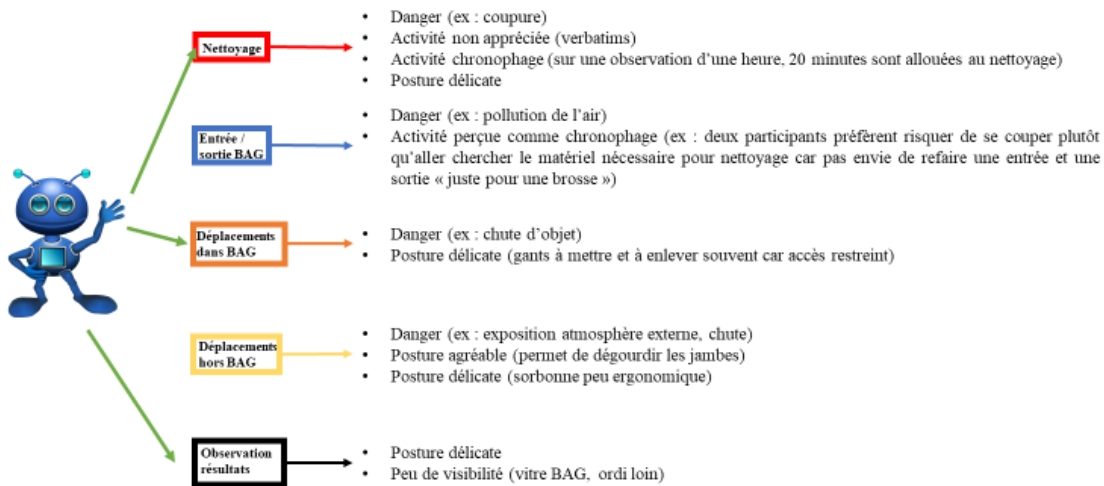 Nettoyage
• Danger (ex : coupure)
• Activité non appréciée (verbatims)
• Activité chronophage (sur une observation d'une heure, 20 minutes sont allouées au nettoyage)
• Posture délicate
Entrée /
sortie BAG
• Danger (ex : pollution de l'air)
• Activité perçue comme chronophage (ex : deux participants préfèrent risquer de se couper plutôt
qu'aller chercher le matériel nécessaire pour nettoyage car pas envie de refaire une entrée et une
sortie « juste pour une brosse »)
Déplacements
dans BAG
• Danger (ex : chute d'objet)
• Posture délicate (gants à mettre et à enlever souvent car accès restreint)
Déplacements
hors BAG
• Danger (ex : exposition atmosphère externe, chute)
• Posture agréable (permet de dégourdir les jambes)
• Posture délicate (sorbonne peu ergonomique)
Observation
résultats
• Posture délicate
• Peu de visibilité (vitre BAG, ordi loin)